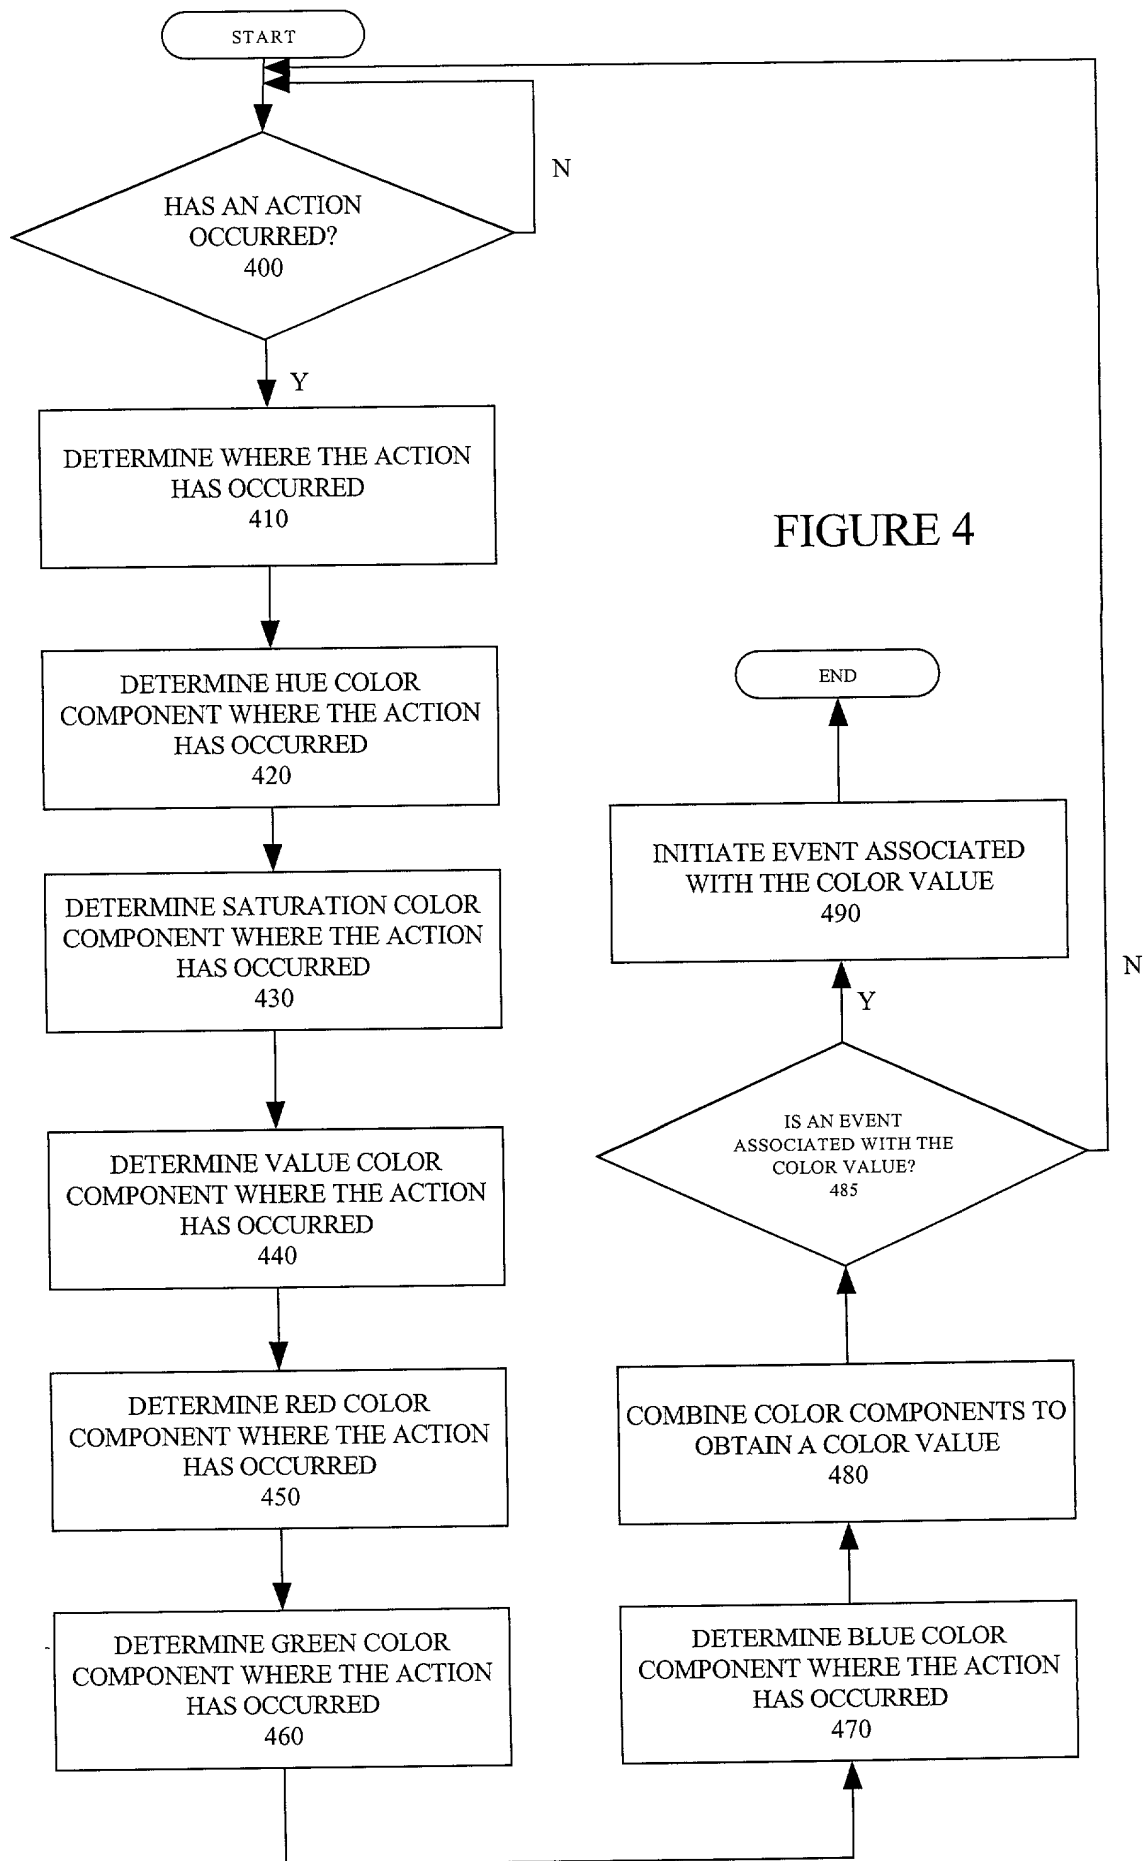 START
N
HAS AN ACTION
OCCURRED?
400
Y
DETERMINE WHERE THE ACTION
HAS OCCURRED
410
DETERMINE HUE COLOR
COMPONENT WHERE THE ACTION
HAS OCCURRED
420
DETERMINE SATURATION COLOR
COMPONENT WHERE THE ACTION
HAS OCCURRED
430
DETERMINE VALUE COLOR
COMPONENT WHERE THE ACTION
HAS OCCURRED
440
DETERMINE RED COLOR
COMPONENT WHERE THE ACTION
HAS OCCURRED
450
DETERMINE GREEN COLOR
COMPONENT WHERE THE ACTION
HAS OCCURRED
460
FIGURE 4
END
INITIATE EVENT ASSOCIATED
WITH THE COLOR VALUE
490
N
Y
IS AN EVENT
ASSOCIATED WITH THE
COLOR VALUE?
485
COMBINE COLOR COMPONENTS TO
OBTAIN A COLOR VALUE
480
DETERMINE BLUE COLOR
COMPONENT WHERE THE ACTION
HAS OCCURRED
470